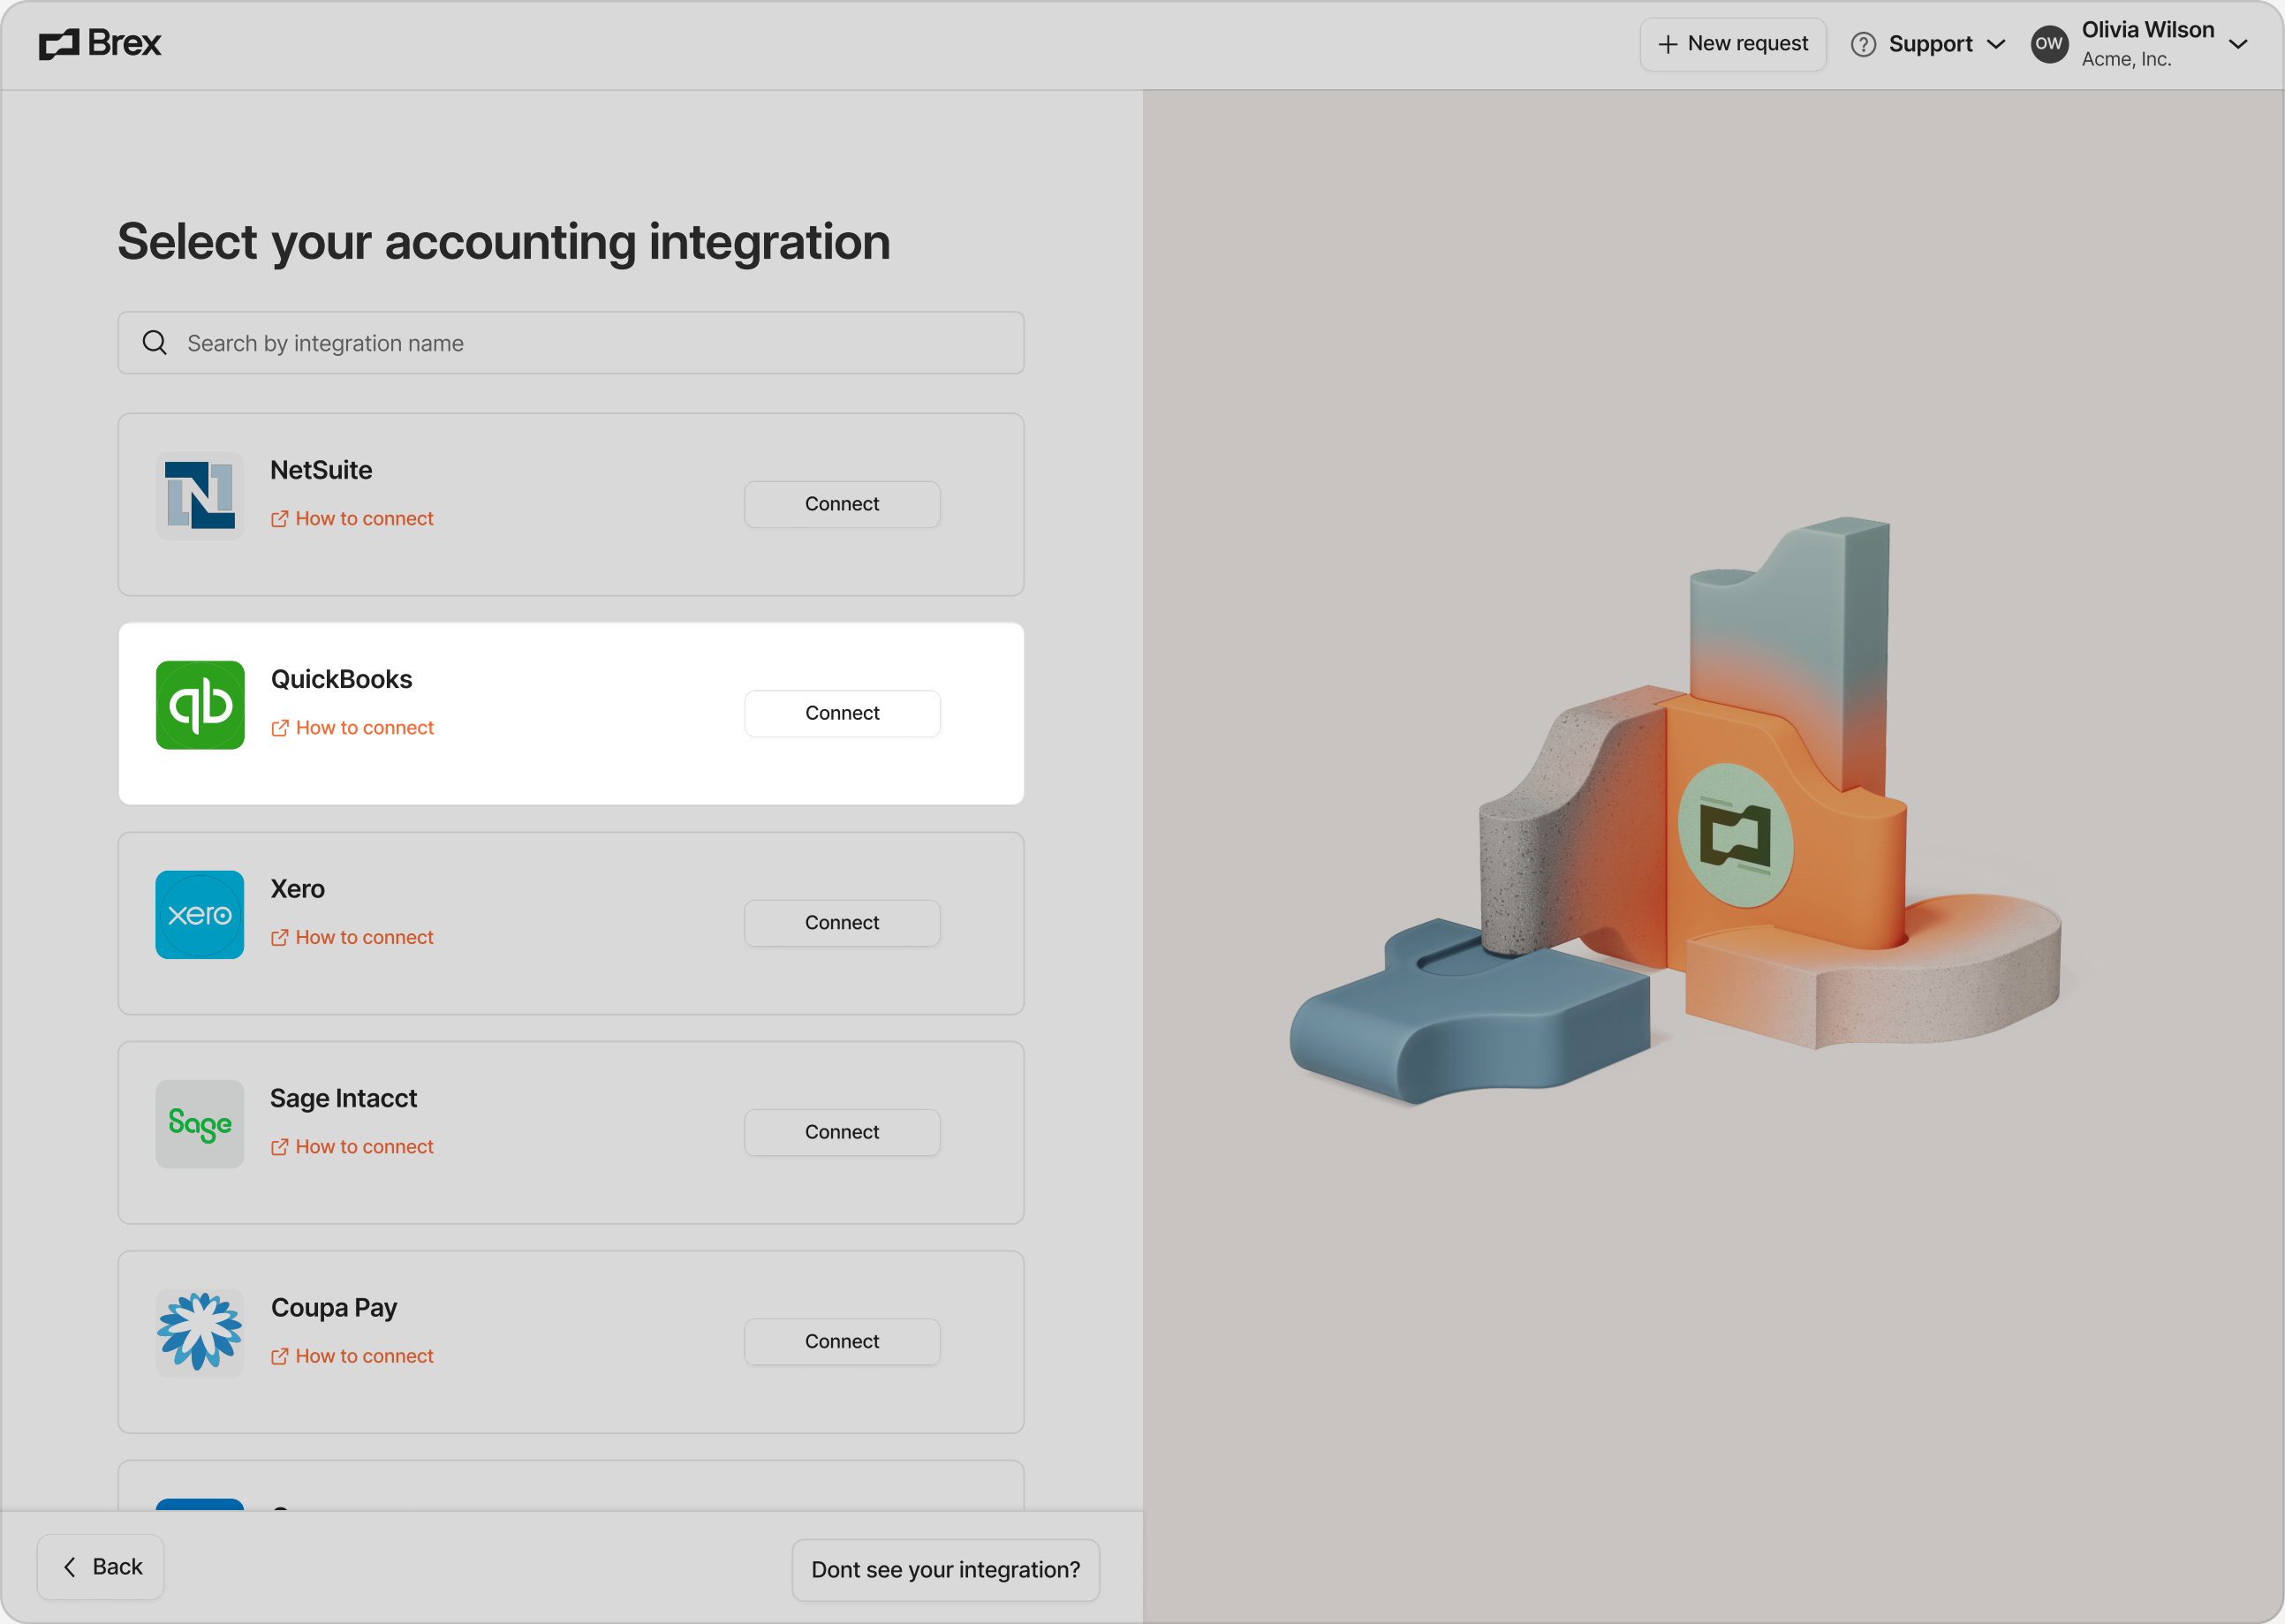 Brex
New request
Support
OW
Olivia Wilson
Acme, Inc.
Select your accounting integration
Search by integration name
NetSuite
How to connect
Connect
qb
QuickBooks
How to connect
Connect
xero
Xero
How to connect
Connect
Sage
Sage Intacct
How to connect
Connect
Coupa Pay
How to connect
Connect
Back
Dont see your integration?